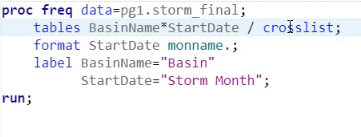 proc freq data=pg1.storm_final;
    tables BasinName*StartDate / crosslist;
    format StartDate monname.;
    label BasinName="Basin"
          StartDate="Storm Month";
run;